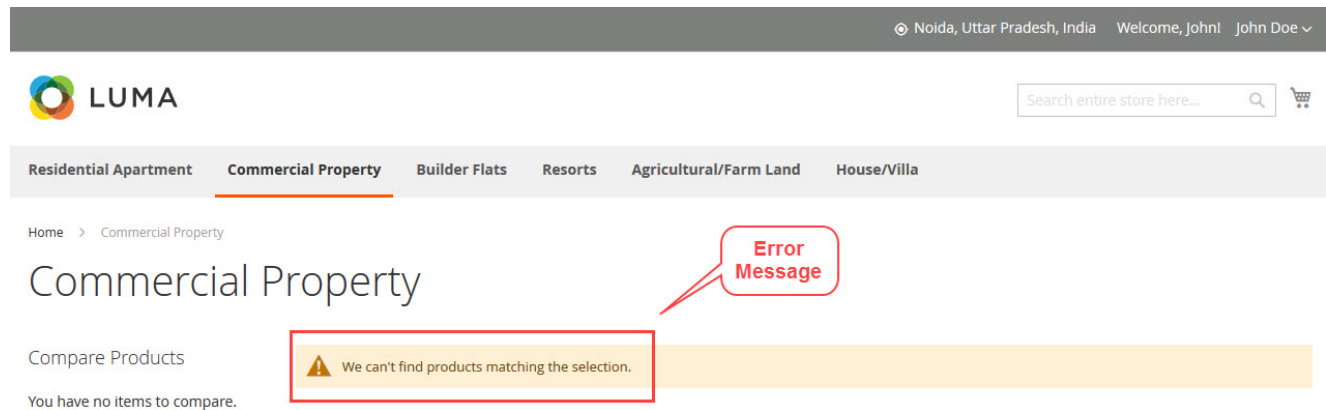 Noida, Uttar Pradesh, India Welcome, John! John Doe
LUMA
Search entire store here...
Residential Apartment Commercial Property Builder Flats Resorts Agricultural/Farm Land House/Villa
Home > Commercial Property
Error
Message
Commercial Property
Compare Products
We can't find products matching the selection.
You have no items to compare.